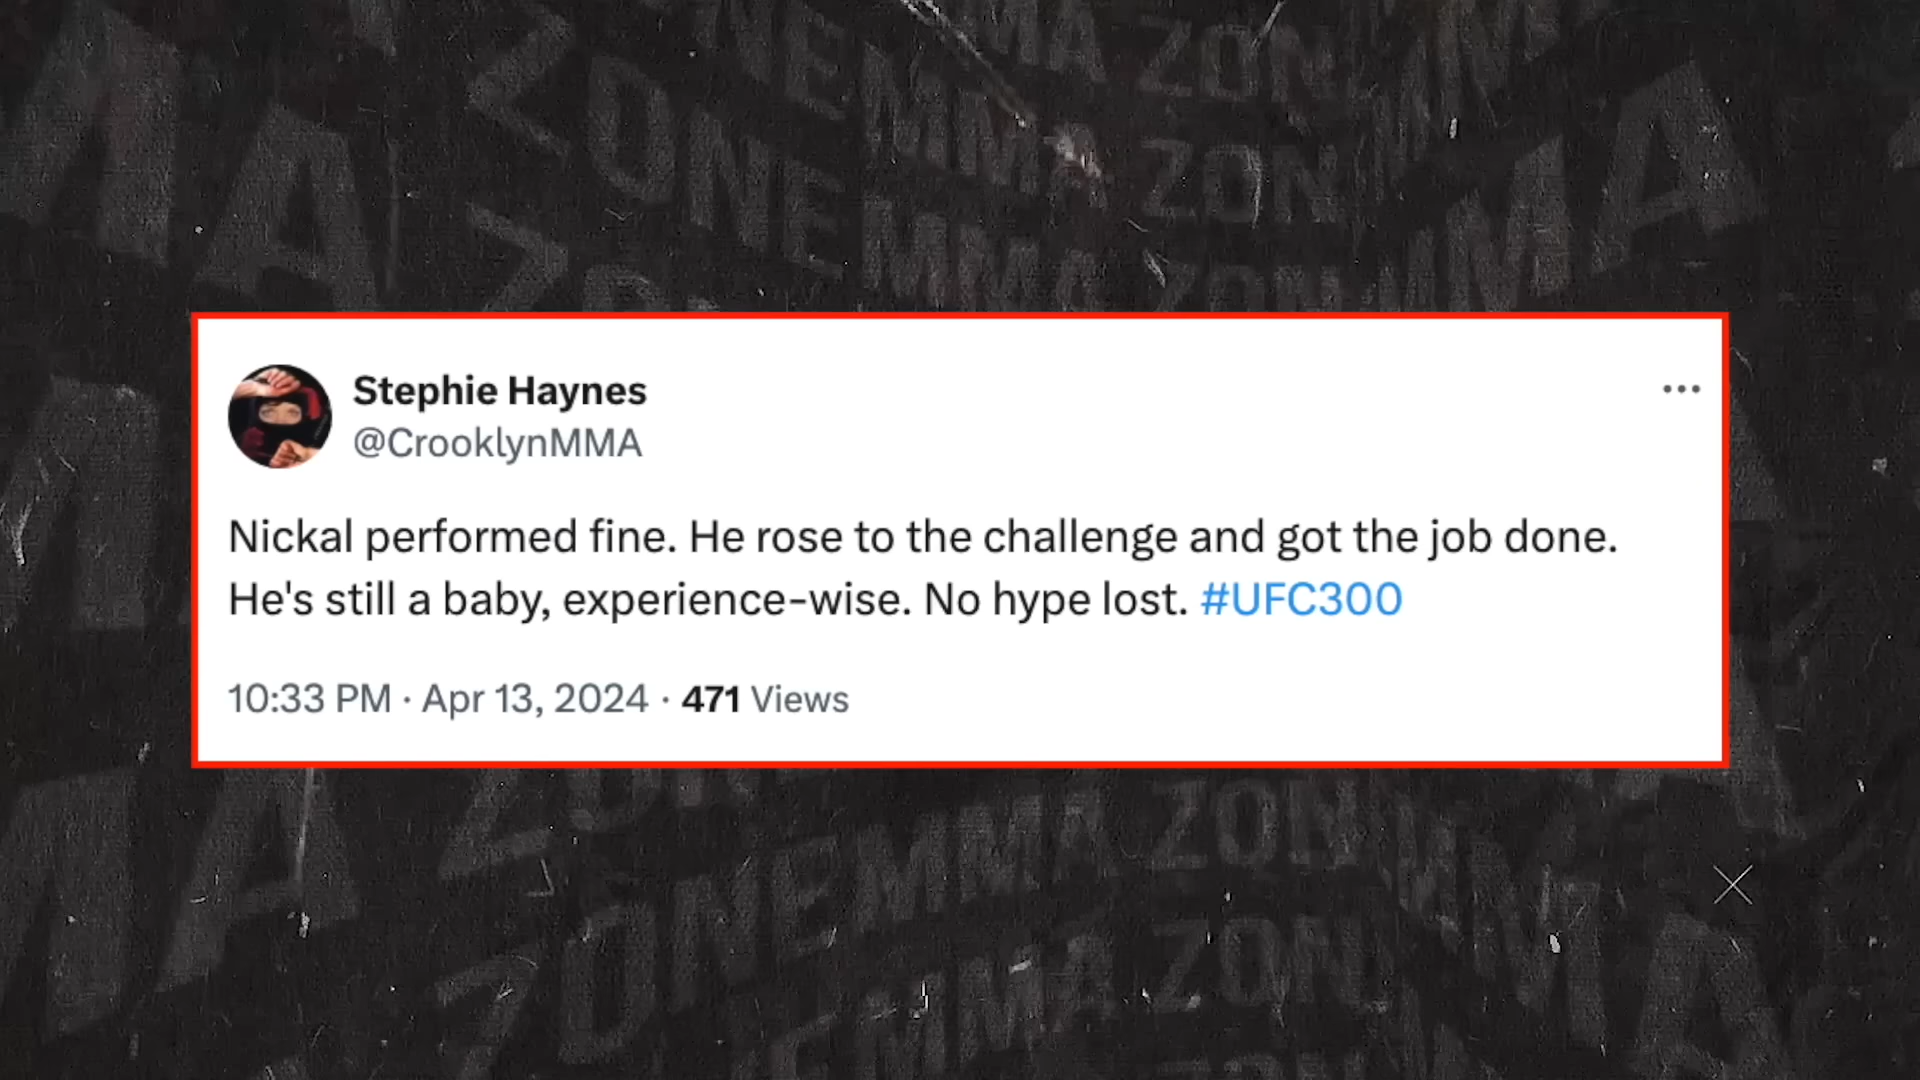 Stephie Haynes
@CrooklynMMA
Nickal performed fine. He rose to the challenge and got the job done.
He's still a baby, experience-wise. No hype lost. #UFC300
10:33 PM · Apr 13, 2024 · 471 Views